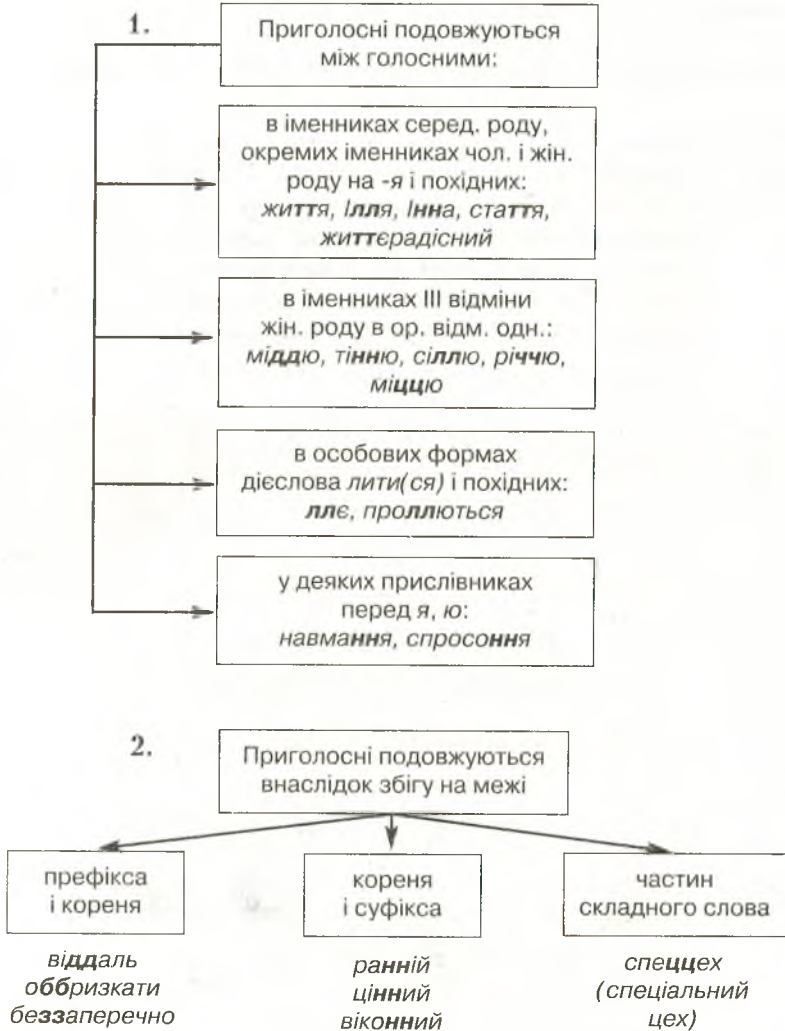 1.
Приголосні подовжуються
між голосними:
в іменниках серед. роду,
окремих іменниках чол. і жін.
роду на -я і похідних:
життя, Ілля, Інна, стаття,
життєрадісний
в іменниках III відміни
жін. роду в ор. відм. одн.:
міддю, тінню, сіллю, річчю,
міццю
в особових формах
дієслова лити(ся) і похідних:
ллє, проллються
у деяких прислівниках
перед я, ю:
навмання, спросоння
2.
Приголосні подовжуються
внаслідок збігу на межі
префікса
і кореня
кореня
і суфікса
частин
складного слова
віддаль
оббризкати
беззаперечно
ранній
цінний
віконний
спеццех
(спеціальний
цех)